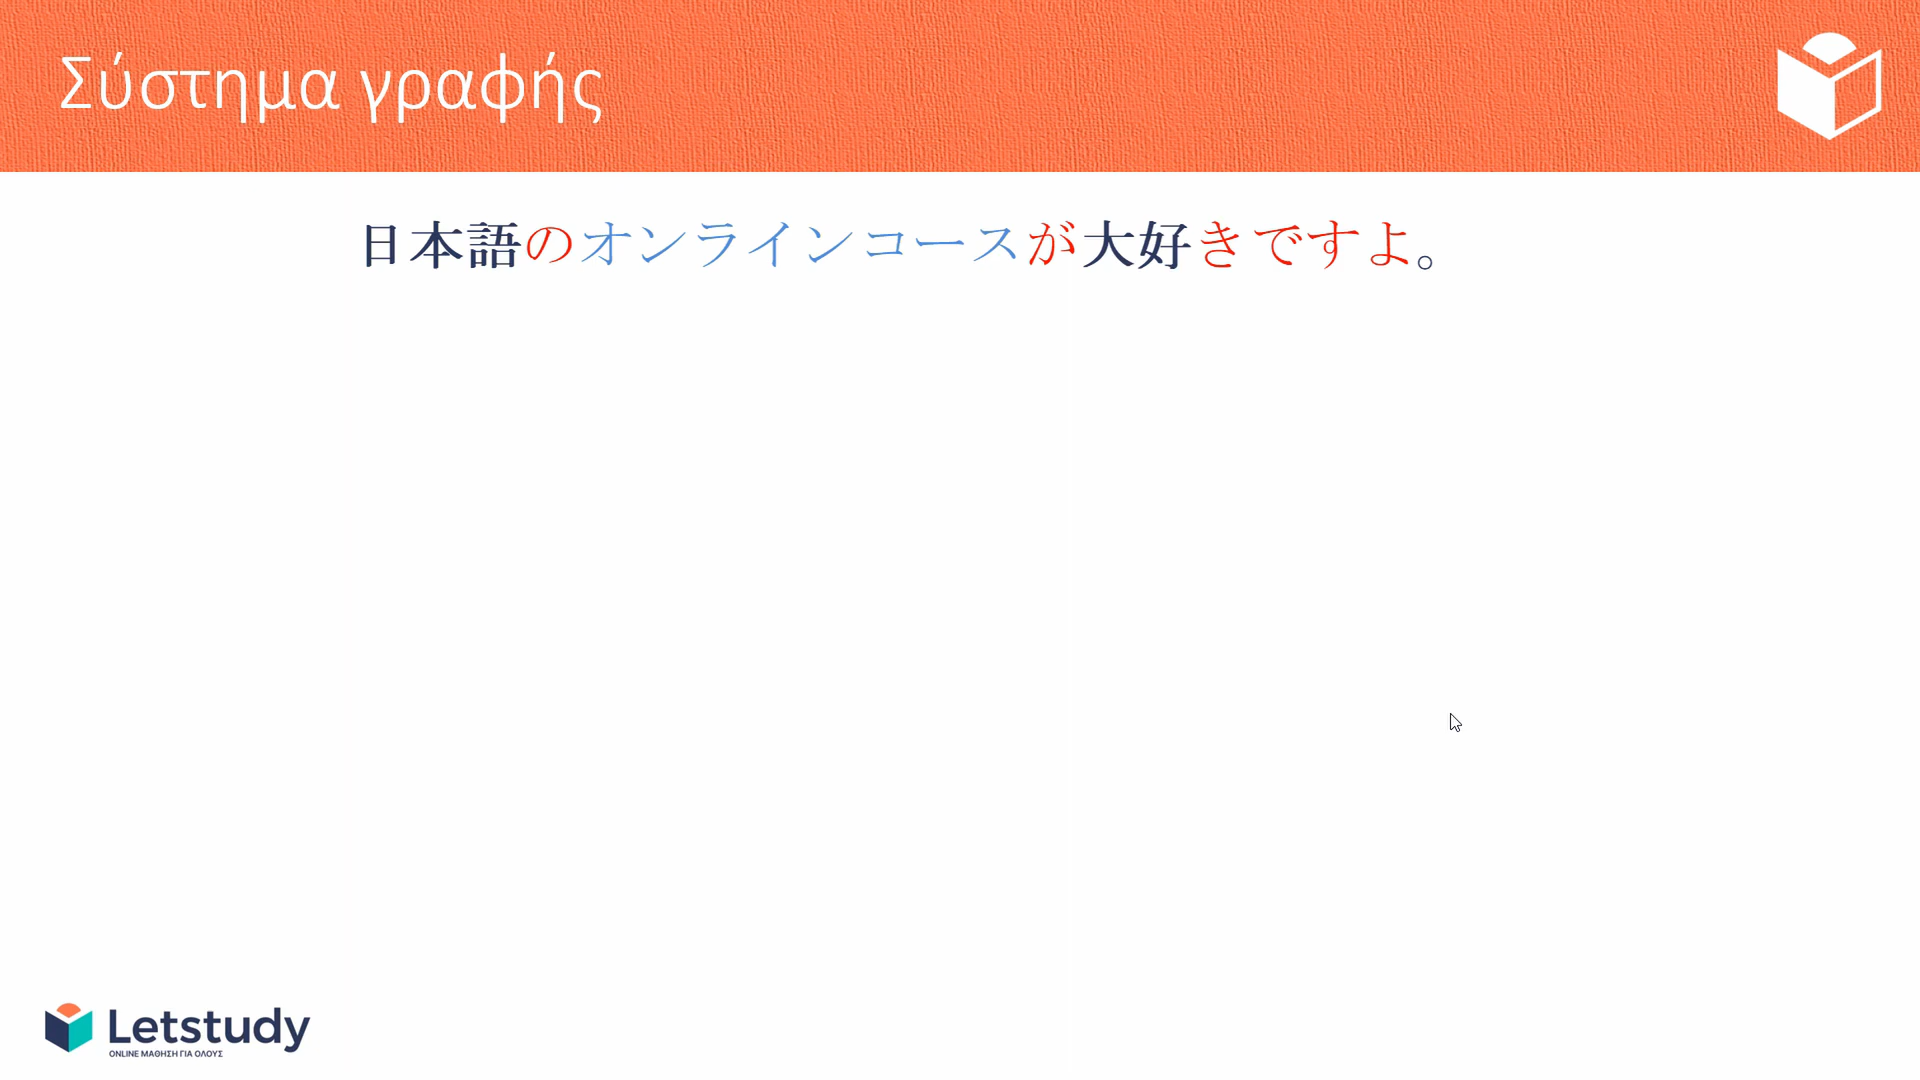 Σύστημα γραφής
日本語のオンラインコースが大好きですよ。
Letstudy
ONLINE ΜΑΘΗΣΗ ΓΙΑ ΟΛΟΥΣ